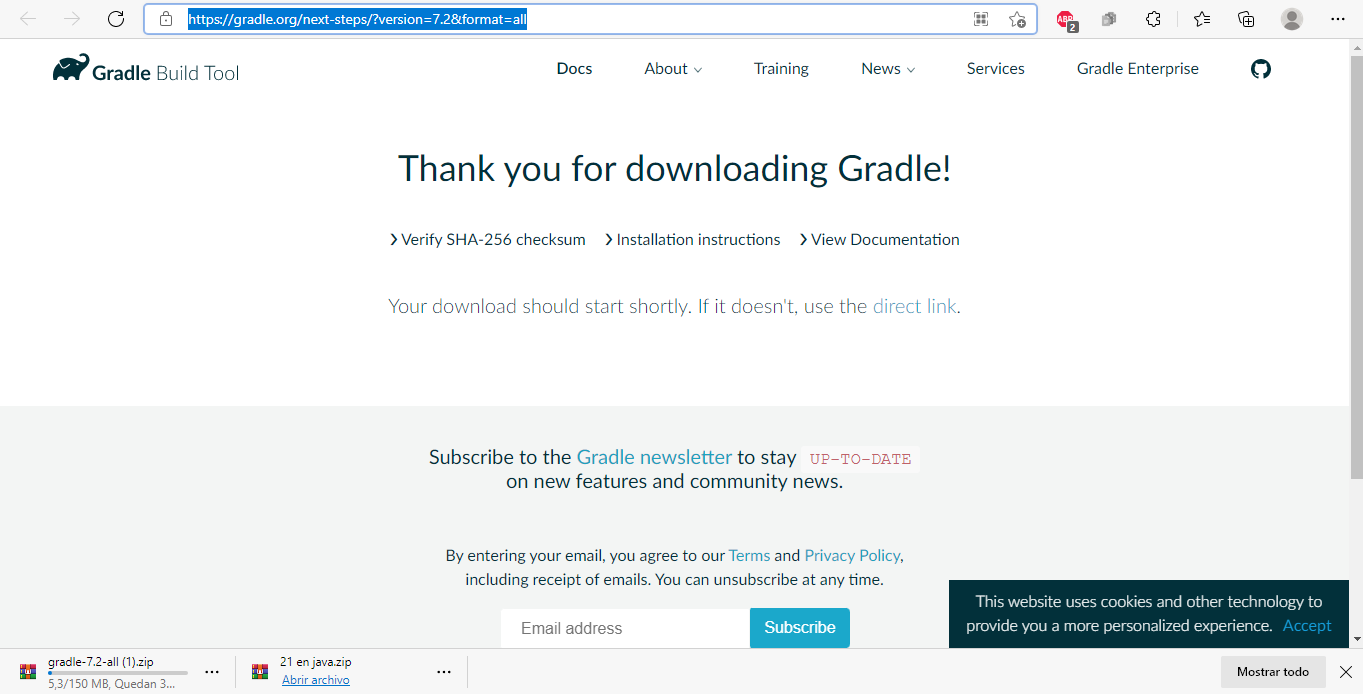 https://gradle.org/next-steps/?version=7.2&format=all
ABP
2
Gradle Build Tool
Docs
About
Training
News
Services
Gradle Enterprise
Thank you for downloading Gradle!
Verify SHA-256 checksum
Installation instructions
View Documentation
Your download should start shortly. If it doesn't, use the direct link.
Subscribe to the Gradle newsletter to stay UP-TO-DATE
on new features and community news.
By entering your email, you agree to our Terms and Privacy Policy,
including receipt of emails. You can unsubscribe at any time.
Email address
Subscribe
This website uses cookies and other technology to
provide you a more personalized experience. Accept
gradle-7.2-all (1).zip
5,3/150 MB, Quedan 3...
21 en java.zip
Abrir archivo
Mostrar todo